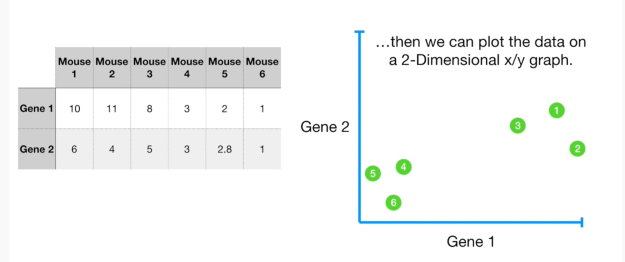 Mouse 1 Mouse 2 Mouse 3 Mouse 4 Mouse 5 Mouse 6
Gene 1 10 11 8 3 2 1
Gene 2 6 4 5 3 2.8 1
…then we can plot the data on
a 2-Dimensional x/y graph.
Gene 2
1
3
2
4
5
6
Gene 1